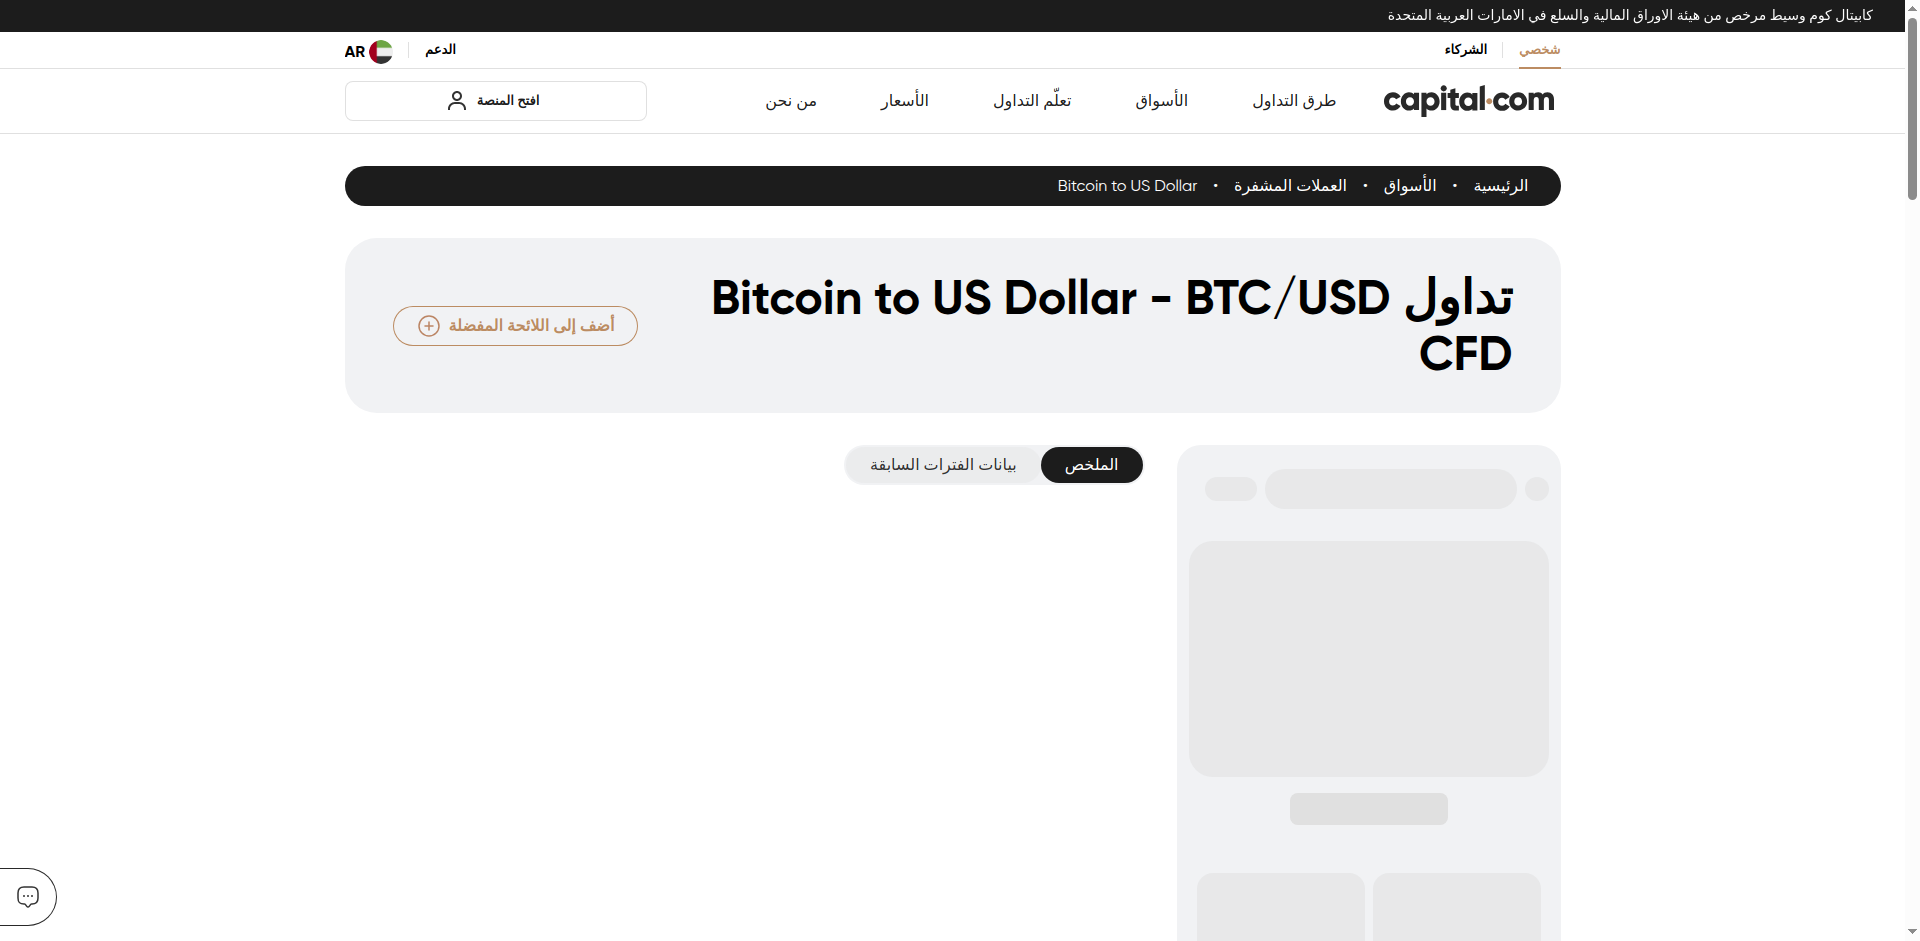 كابيتال كوم وسيط مرخص من هيئة الاوراق المالية والسلع في الامارات العربية المتحدة
شخصي
الشركاء
الدعم
AR
capital.com
طرق التداول
الأسواق
تعلّم التداول
الأسعار
من نحن
افتح المنصة
الرئيسية • الأسواق • العملات المشفرة • Bitcoin to US Dollar
تداول Bitcoin to US Dollar - BTC/USD
CFD
أضف إلى اللائحة المفضلة
الملخص
بيانات الفترات السابقة